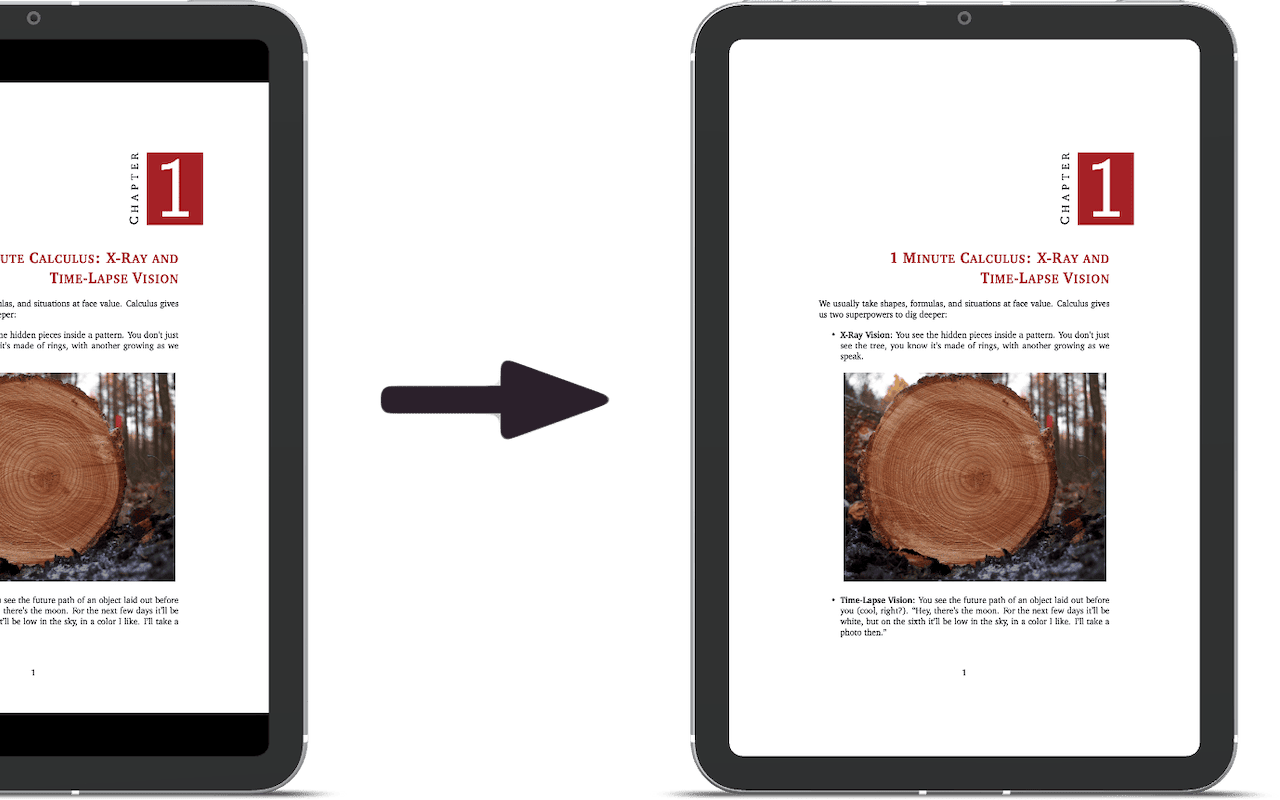 CHAPTER
1
UTE CALCULUS: X-RAY AND
TIME-LAPSE VISION
las, and situations at face value. Calculus gives
eper:
he hidden pieces inside a pattern. You don't just
it's made of rings, with another growing as we
u see the future path of an object laid out before
there's the moon. For the next few days it'll be
t'll be low in the sky, in a color I like. I'll take a
1
CHAPTER
1
1 MINUTE CALCULUS: X-RAY AND
TIME-LAPSE VISION
We usually take shapes, formulas, and situations at face value. Calculus gives
us two superpowers to dig deeper:
• X-Ray Vision: You see the hidden pieces inside a pattern. You don't just
see the tree, you know it's made of rings, with another growing as we
speak.
• Time-Lapse Vision: You see the future path of an object laid out before
you (cool, right?). “Hey, there's the moon. For the next few days it'll be
white, but on the sixth it'll be low in the sky, in a color I like. I'll take a
photo then.”
1